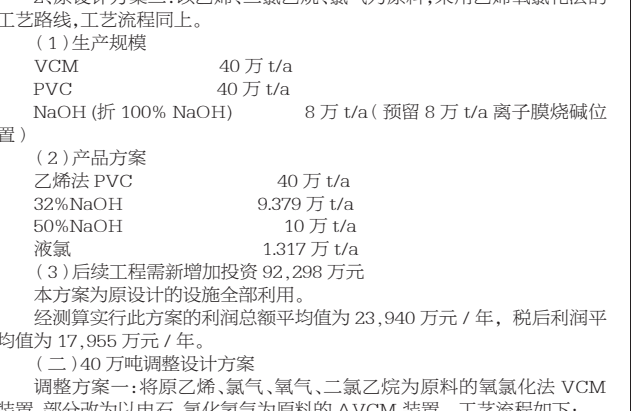 工艺路线,工艺流程同上。
(1)生产规模
VCM 40 万 t/a
PVC 40 万 t/a
NaOH (折 100% NaOH) 8 万 t/a ( 预留 8 万 t/a 离子膜烧碱位
置 )
(2)产品方案
乙烯法 PVC 40 万 t/a
32%NaOH 9.379 万 t/a
50%NaOH 10 万 t/a
液氯 1.317 万 t/a
(3)后续工程需新增加投资 92,298 万元
本方案为原设计的设施全部利用。
经测算实行此方案的利润总额平均值为 23,940 万元 / 年，税后利润平
均值为 17,955 万元 / 年。
(二)40 万吨调整设计方案
调整方案一:将原乙烯、氯气、氧气、二氯乙烷为原料的氧氯化法 VCM